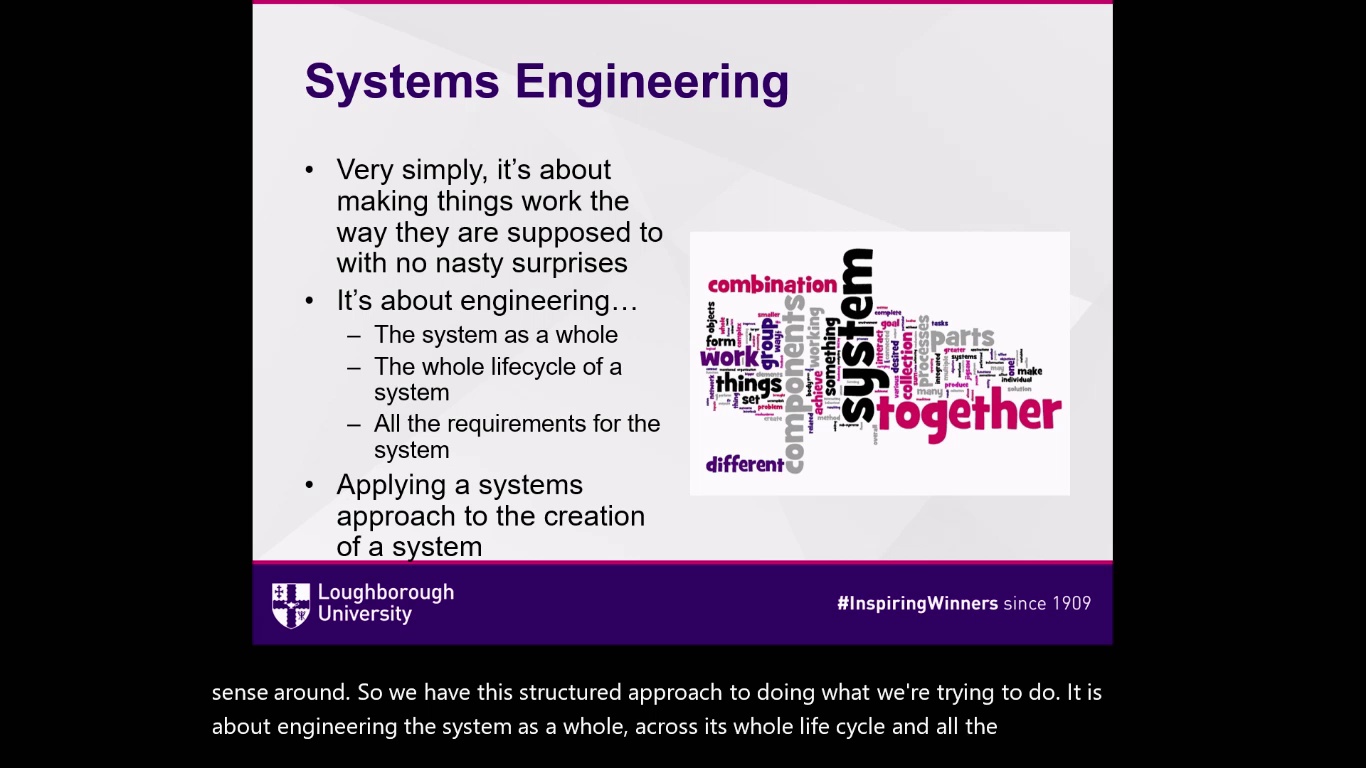 Systems Engineering
• Very simply, it's about
making things work the
way they are supposed to
with no nasty surprises
• It's about engineering…
– The system as a whole
– The whole lifecycle of a
system
– All the requirements for the
system
• Applying a systems
approach to the creation
of a system
combination
system
components
working
something
objects
form
group
work
things
set
problem
different
achieve
smaller
complete
goal
interact
desired
collection
processes
tasks
parts
greater
systems
integrated
many
produce
one
make
individual
solution
together
overall
method
related
Loughborough
University
#InspiringWinners since 1909
sense around. So we have this structured approach to doing what we're trying to do. It is
about engineering the system as a whole, across its whole life cycle and all the